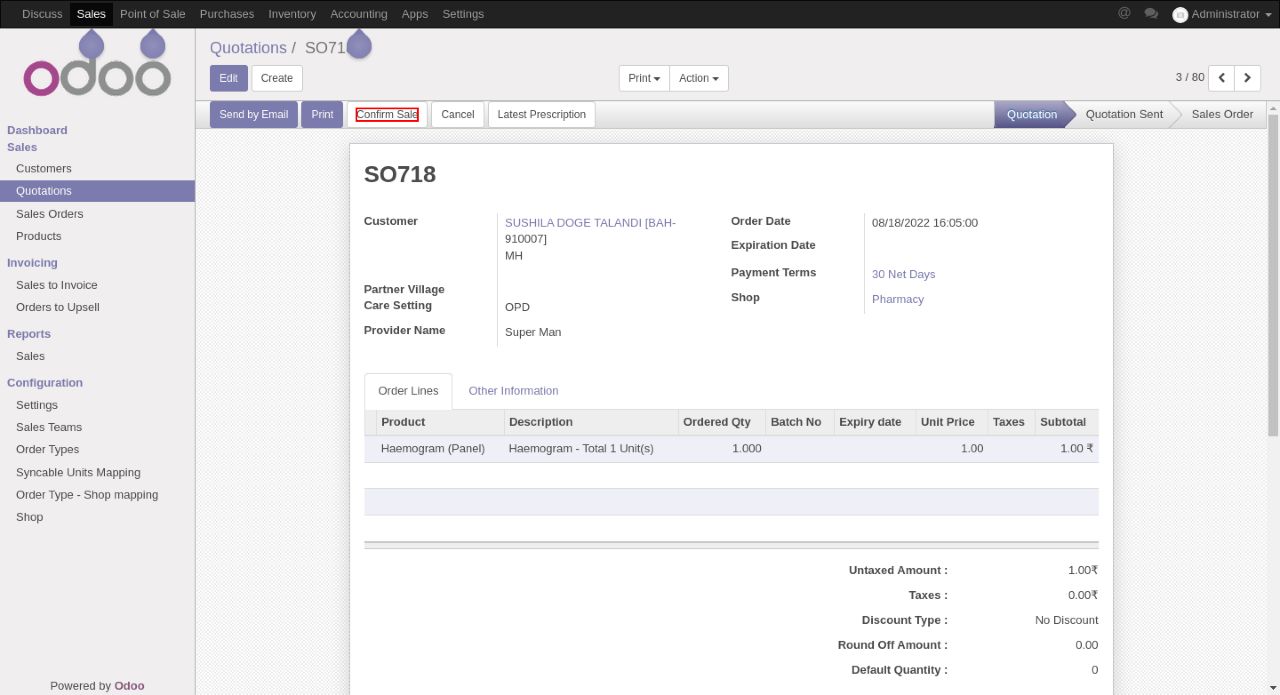 Discuss Sales Point of Sale Purchases Inventory Accounting Apps Settings @ Administrator
odoo
Quotations / SO71
Edit Create Print Action 3 / 80
Send by Email Print Confirm Sale Cancel Latest Prescription Quotation Quotation Sent Sales Order
Dashboard
Sales
Customers
Quotations
Sales Orders
Products
Invoicing
Sales to Invoice
Orders to Upsell
Reports
Sales
Configuration
Settings
Sales Teams
Order Types
Syncable Units Mapping
Order Type - Shop mapping
Shop
Powered by Odoo
SO718
Customer SUSHILA DOGE TALANDI [BAH-
910007]
MH
Partner Village
Care Setting OPD
Provider Name Super Man
Order Date 08/18/2022 16:05:00
Expiration Date
Payment Terms 30 Net Days
Shop Pharmacy
Order Lines Other Information
Product Description Ordered Qty Batch No Expiry date Unit Price Taxes Subtotal
Haemogram (Panel) Haemogram - Total 1 Unit(s) 1.000 1.00 1.00 ₹
Untaxed Amount : 1.00₹
Taxes : 0.00₹
Discount Type : No Discount
Round Off Amount : 0.00
Default Quantity : 0